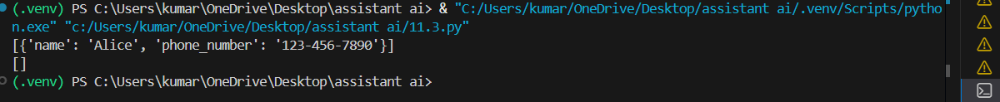 (.venv) PS C:\Users\kumar\OneDrive\Desktop\assistant ai> & "C:/Users/kumar/OneDrive/Desktop/assistant ai/.venv/Scripts/pytho
n.exe" "c:/Users/kumar/OneDrive/Desktop/assistant ai/11.3.py"
[{'name': 'Alice', 'phone_number': '123-456-7890'}]
[]
(.venv) PS C:\Users\kumar\OneDrive\Desktop\assistant ai>